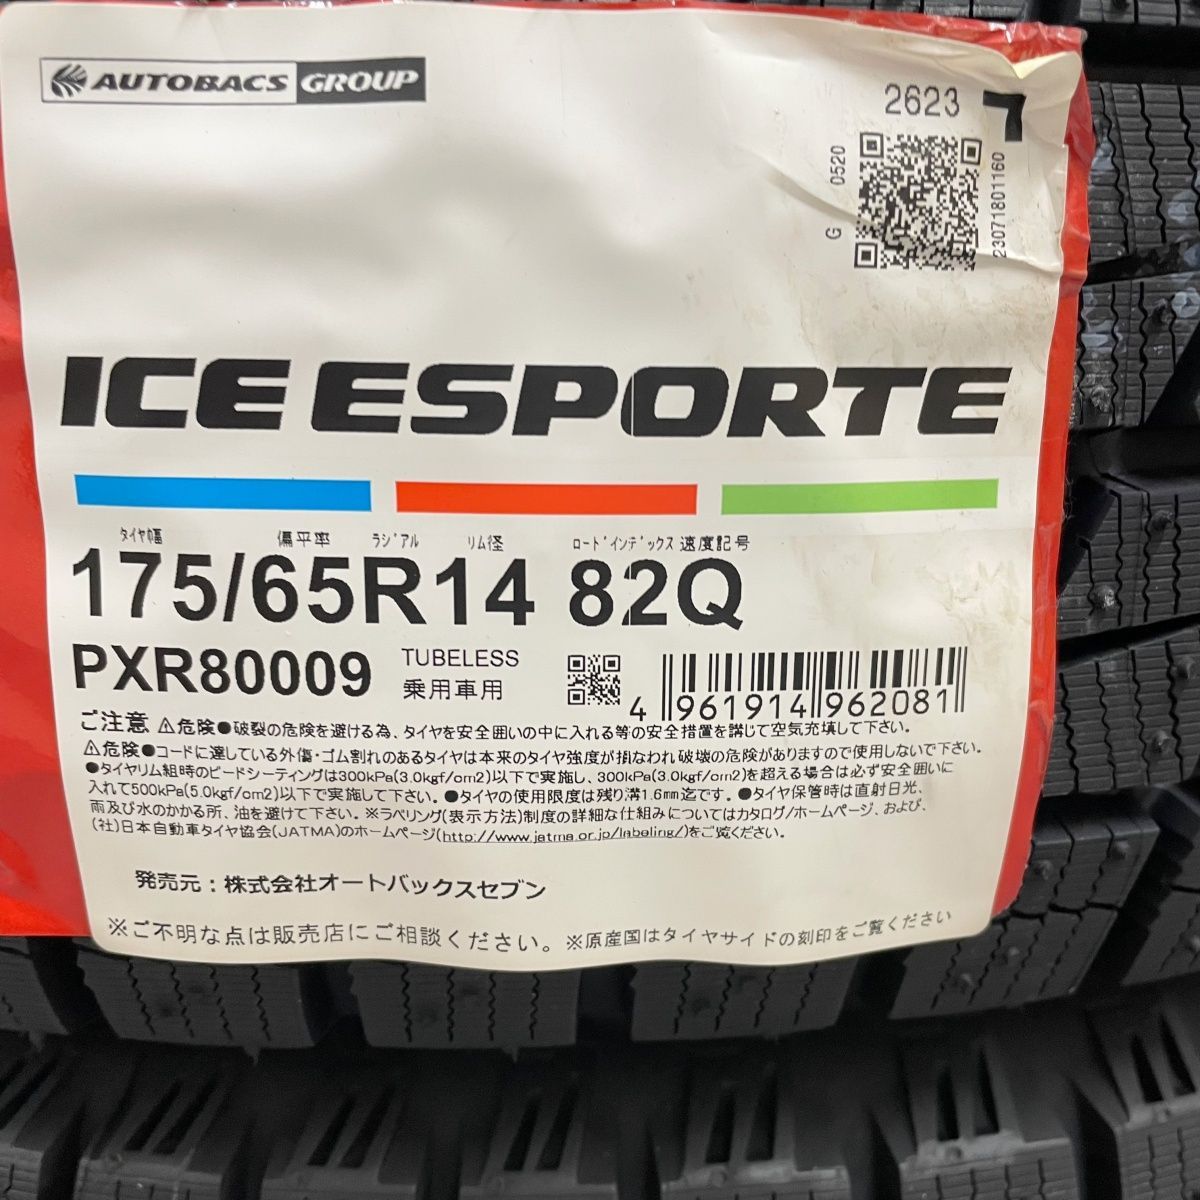 AUTOBACS GROUP
2623
G 0520
23071801160
ICE ESPORTE
タイヤ幅 偏平率 ラジアル リム径 ロードインデックス 速度記号
175/65R14 82Q
PXR80009 TUBELESS
乗用車用
4 961914 962081
ご注意 ⚠危険●破裂の危険を避ける為、タイヤを安全囲いの中に入れる等の安全措置を講じて空気充填して下さい。
⚠危険●コードに達している外傷・ゴム割れのあるタイヤは本来のタイヤ強度が損なわれ破壊の危険がありますので使用しないで下さい。
●タイヤリム組時のビードシーティングは300kPa(3.0kgf/cm2)以下で実施し、300kPa(3.0kgf/cm2)を超える場合は必ず安全囲いに
入れて500kPa(5.0kgf/cm2)以下で実施して下さい。●タイヤの使用限度は残り溝1.6mm迄です。●タイヤ保管時は直射日光、
雨及び水のかかる所、油を避けて下さい。※ラベリング(表示方法)制度の詳細な仕組みについてはカタログ/ホームページ、および、
(社)日本自動車タイヤ協会(JATMA)のホームページ(http://www.jatma.or.jp/labeling/)をご覧ください。
発売元：株式会社オートバックスセブン
※ご不明な点は販売店にご相談ください。※原産国はタイヤサイドの刻印をご覧ください